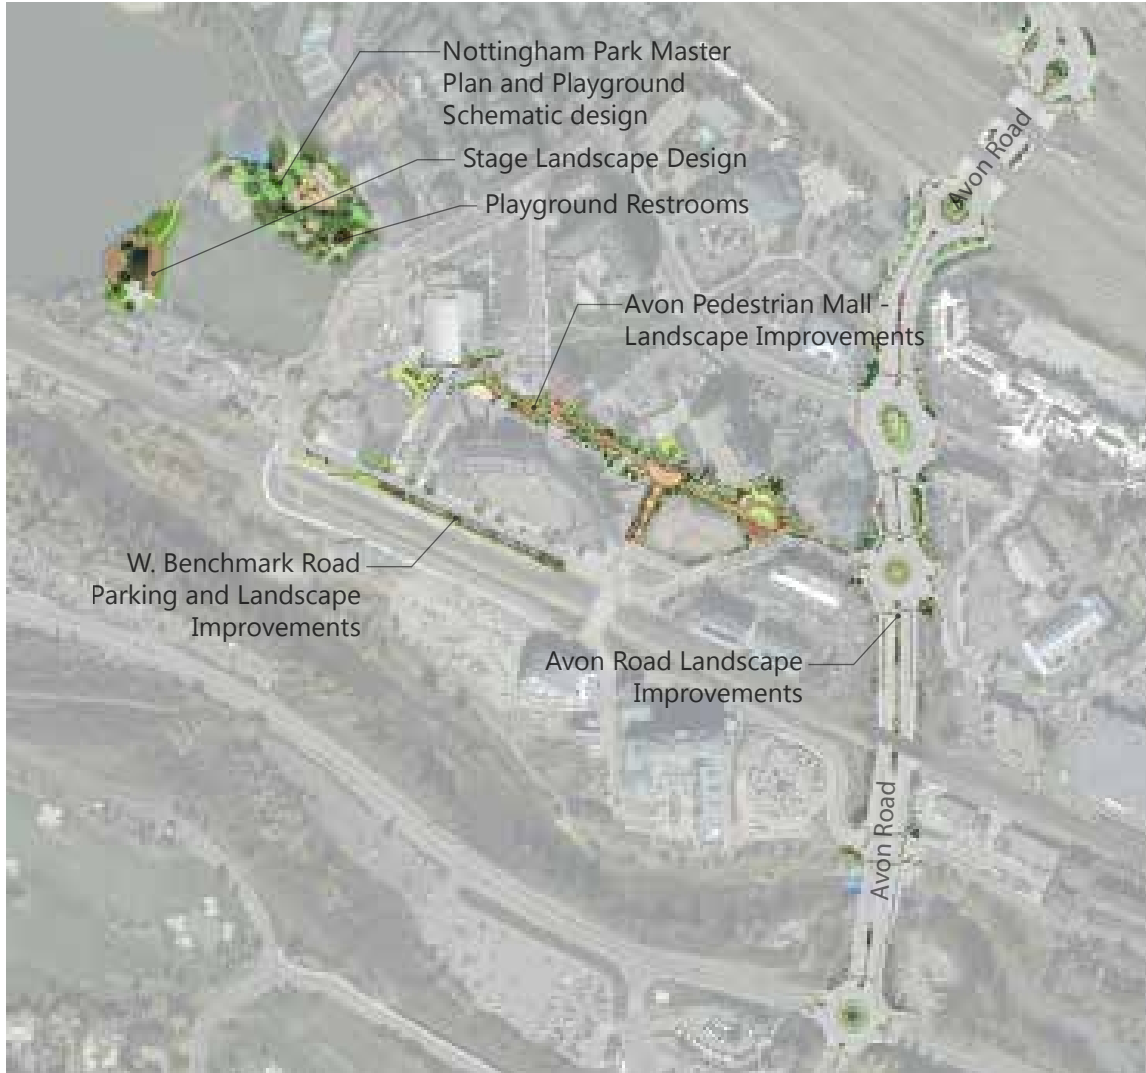 Nottingham Park Master
Plan and Playground
Schematic design
Stage Landscape Design
Playground Restrooms
Avon Road
Avon Pedestrian Mall -
Landscape Improvements
W. Benchmark Road
Parking and Landscape
Improvements
Avon Road Landscape
Improvements
Avon Road